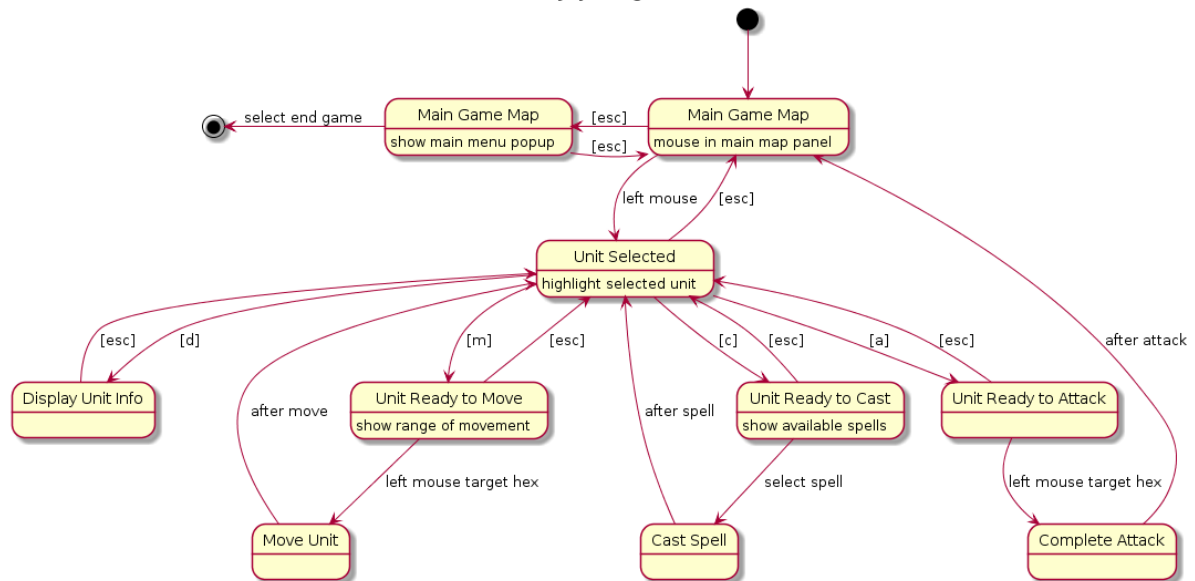 select end game
Main Game Map
show main menu popup
[esc]
[esc]
Main Game Map
mouse in main map panel
left mouse
[esc]
Unit Selected
highlight selected unit
[esc]
[d]
[m]
[esc]
[c]
[esc]
[a]
[esc]
after attack
Display Unit Info
after move
Unit Ready to Move
show range of movement
after spell
Unit Ready to Cast
show available spells
Unit Ready to Attack
left mouse target hex
select spell
left mouse target hex
Move Unit
Cast Spell
Complete Attack